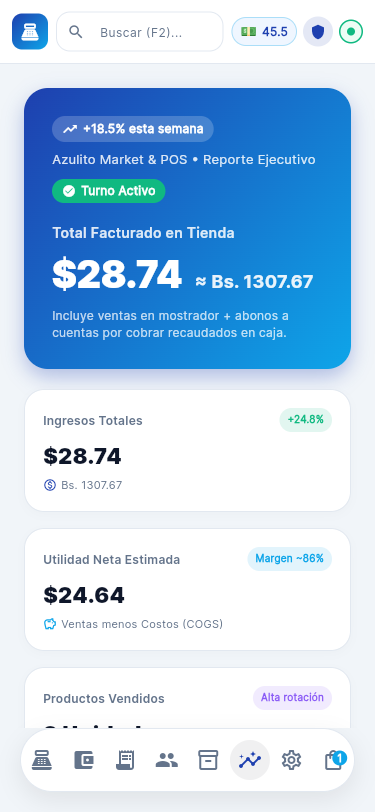 Buscar (F2)...
45.5
+18.5% esta semana
Azulito Market & POS • Reporte Ejecutivo
Turno Activo
Total Facturado en Tienda
$28.74 ≈ Bs. 1307.67
Incluye ventas en mostrador + abonos a
cuentas por cobrar recaudados en caja.
Ingresos Totales
+24.8%
$28.74
Bs. 1307.67
Utilidad Neta Estimada
Margen ~86%
$24.64
Ventas menos Costos (COGS)
Productos Vendidos
Alta rotación
1